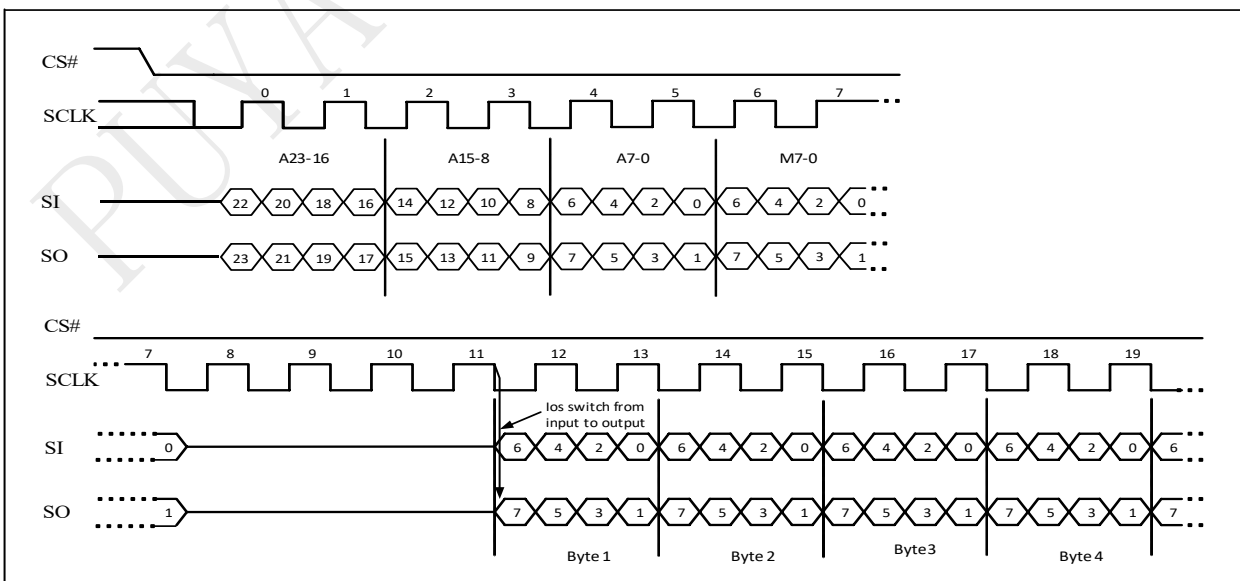 PUYA
CS#
0 1 2 3 4 5 6 7
SCLK
A23-16 A15-8 A7-0 M7-0
SI 22 20 18 16 14 12 10 8 6 4 2 0 6 4 2 0
SO 23 21 19 17 15 13 11 9 7 5 3 1 7 5 3 1
CS#
7 8 9 10 11 12 13 14 15 16 17 18 19
SCLK
Ios switch from
input to output
SI 0 6 4 2 0 6 4 2 0 6 4 2 0 6 4 2 0 6
SO 1 7 5 3 1 7 5 3 1 7 5 3 1 7 5 3 1 7
Byte 1 Byte 2 Byte3 Byte 4